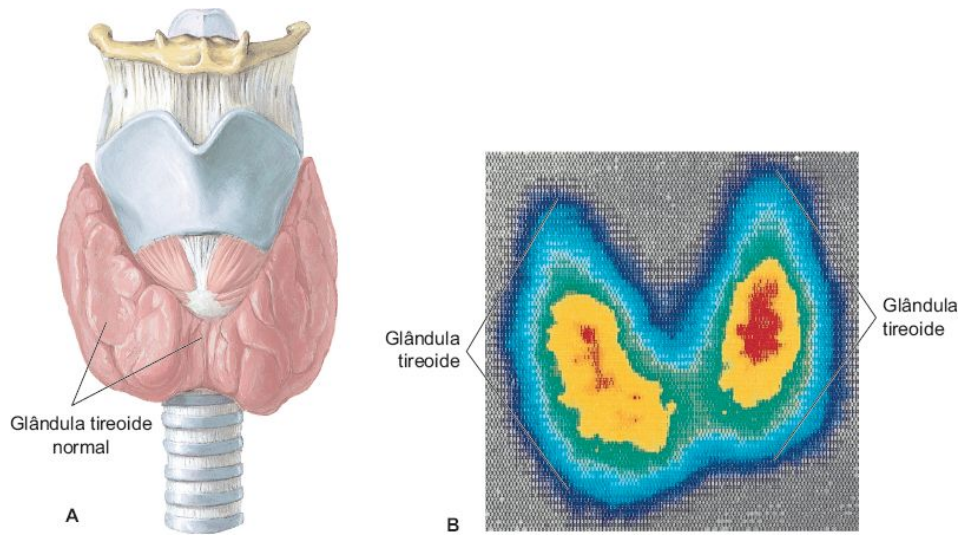 Glândula tireoide
normal
A
Glândula
tireoide
B
Glândula
tireoide